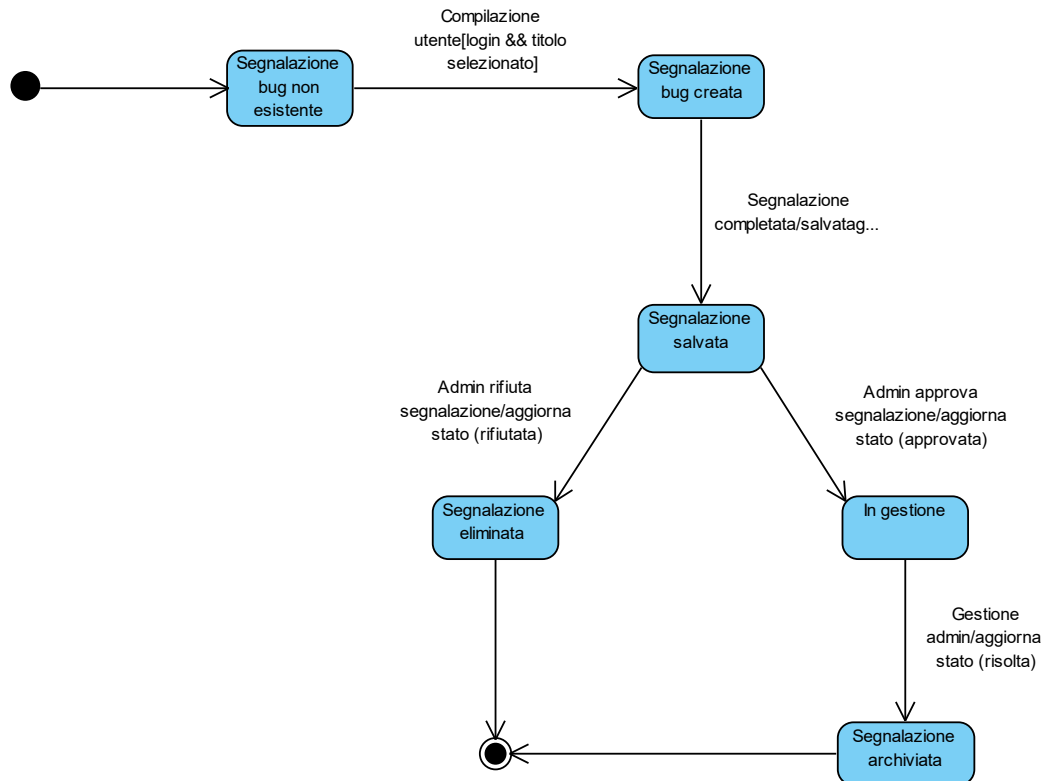 Compilazione
utente[login && titolo
selezionato]
Segnalazione
bug non
esistente
Segnalazione
bug creata
Segnalazione
completata/salvatag...
Segnalazione
salvata
Admin rifiuta
segnalazione/aggiorna
stato (rifiutata)
Admin approva
segnalazione/aggiorna
stato (approvata)
Segnalazione
eliminata
In gestione
Gestione
admin/aggiorna
stato (risolta)
Segnalazione
archiviata